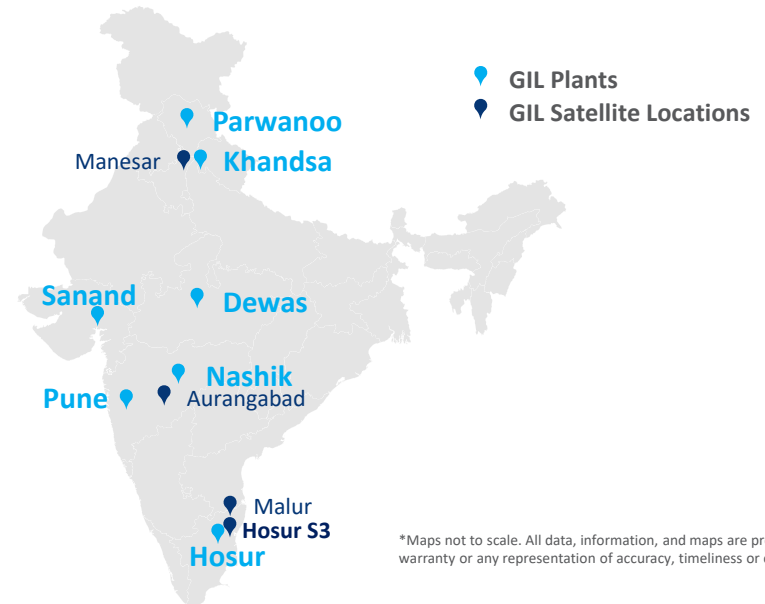 GIL Plants
GIL Satellite Locations
Parwanoo
Manesar
Khandsa
Sanand
Dewas
Nashik
Pune
Aurangabad
Malur
Hosur S3
Hosur
*Maps not to scale. All data, information, and maps are
warranty or any representation of accuracy, timeliness or